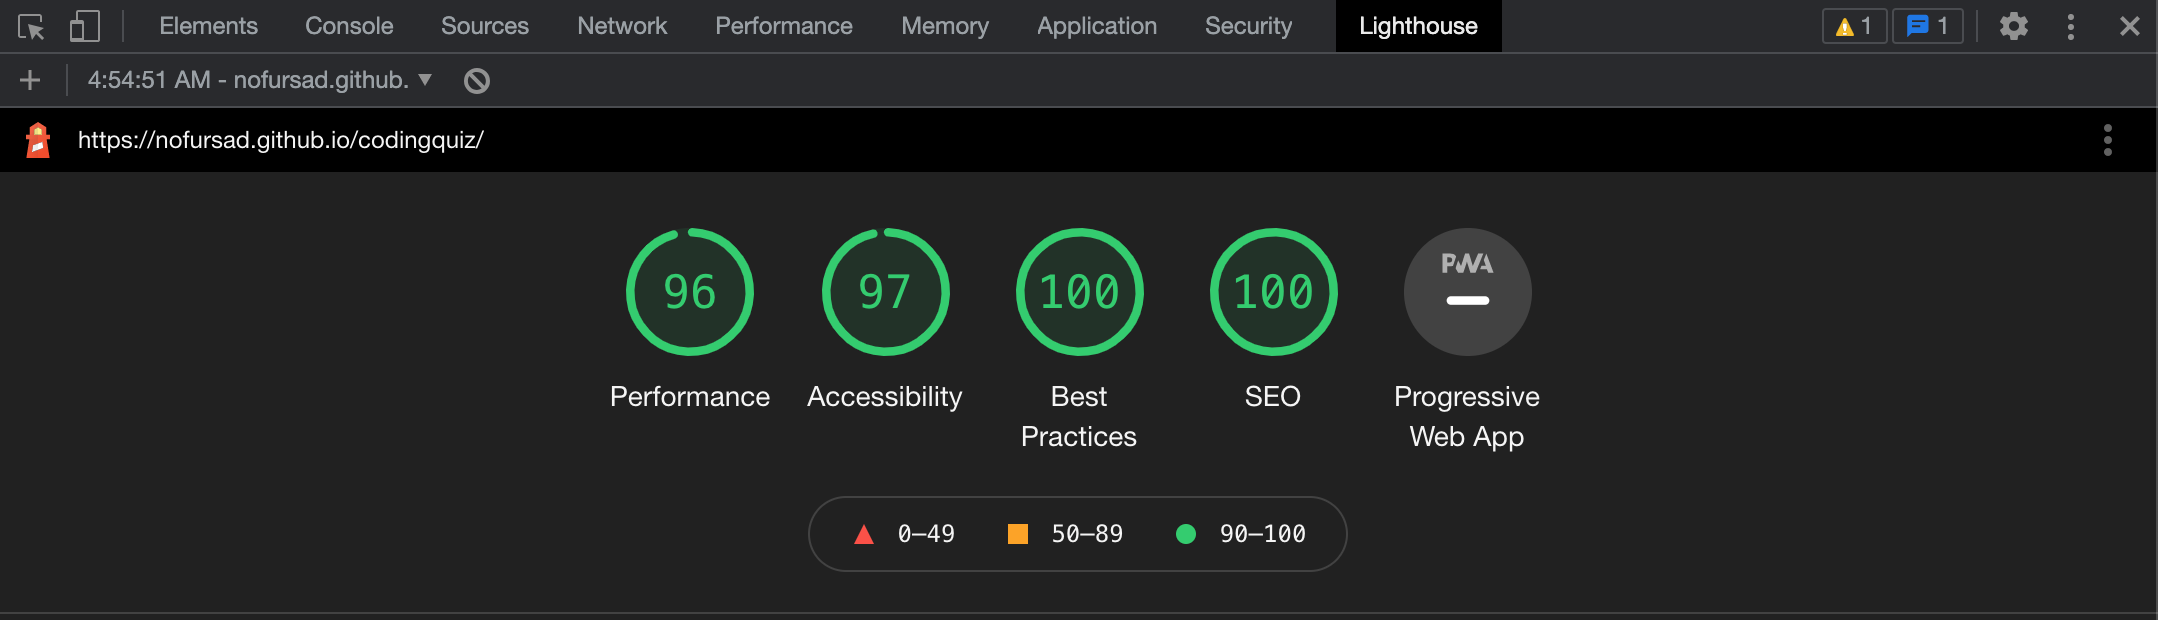 Elements Console Sources Network Performance Memory Application Security Lighthouse 1 1
4:54:51 AM - nofursad.github.
https://nofursad.github.io/codingquiz/
96 97 100 100 PWA
Performance Accessibility Best Practices SEO Progressive Web App
0–49 50–89 90–100